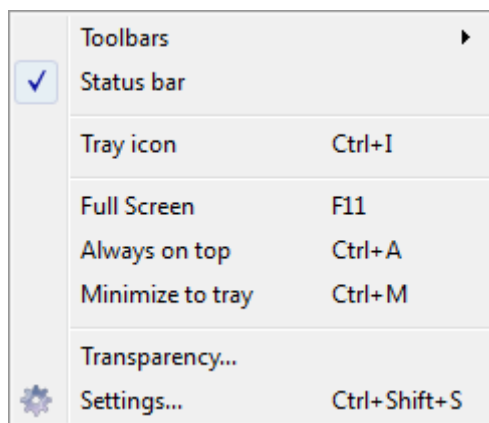 Toolbars
Status bar
Tray icon Ctrl+I
Full Screen F11
Always on top Ctrl+A
Minimize to tray Ctrl+M
Transparency...
Settings... Ctrl+Shift+S